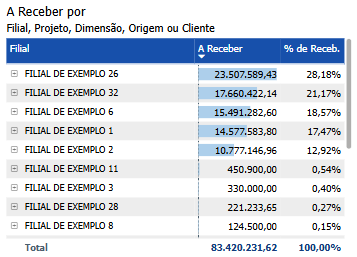 A Receber por
Filial, Projeto, Dimensão, Origem ou Cliente
Filial A Receber % de Receb.
FILIAL DE EXEMPLO 26 23.507.589,43 28,18%
FILIAL DE EXEMPLO 32 17.660.422,14 21,17%
FILIAL DE EXEMPLO 6 15.491.282,60 18,57%
FILIAL DE EXEMPLO 1 14.577.583,80 17,47%
FILIAL DE EXEMPLO 2 10.777.146,96 12,92%
FILIAL DE EXEMPLO 11 450.900,00 0,54%
FILIAL DE EXEMPLO 3 330.000,00 0,40%
FILIAL DE EXEMPLO 28 221.233,65 0,27%
FILIAL DE EXEMPLO 8 124.500,00 0,15%
Total 83.420.231,62 100,00%